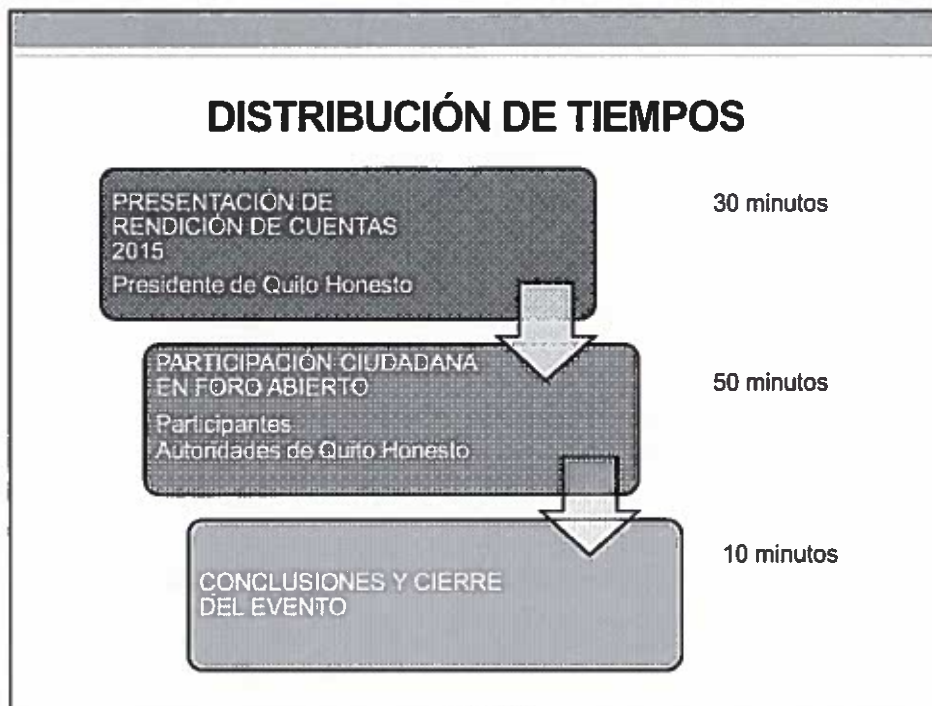 DISTRIBUCIÓN DE TIEMPOS
PRESENTACIÓN DE
RENDICIÓN DE CUENTAS
2015
Presidente de Quito Honesto
30 minutos
PARTICIPACIÓN CIUDADANA
EN FORO ABIERTO
Participantes
Autoridades de Quito Honesto
50 minutos
CONCLUSIONES Y CIERRE
DEL EVENTO
10 minutos